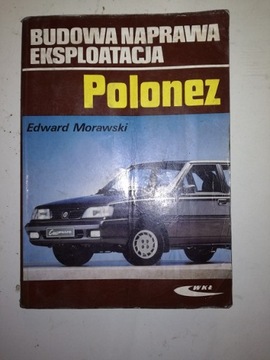 BUDOWA NAPRAWA
EKSPLOATACJA
Polonez
Edward Morawski
WKŁ